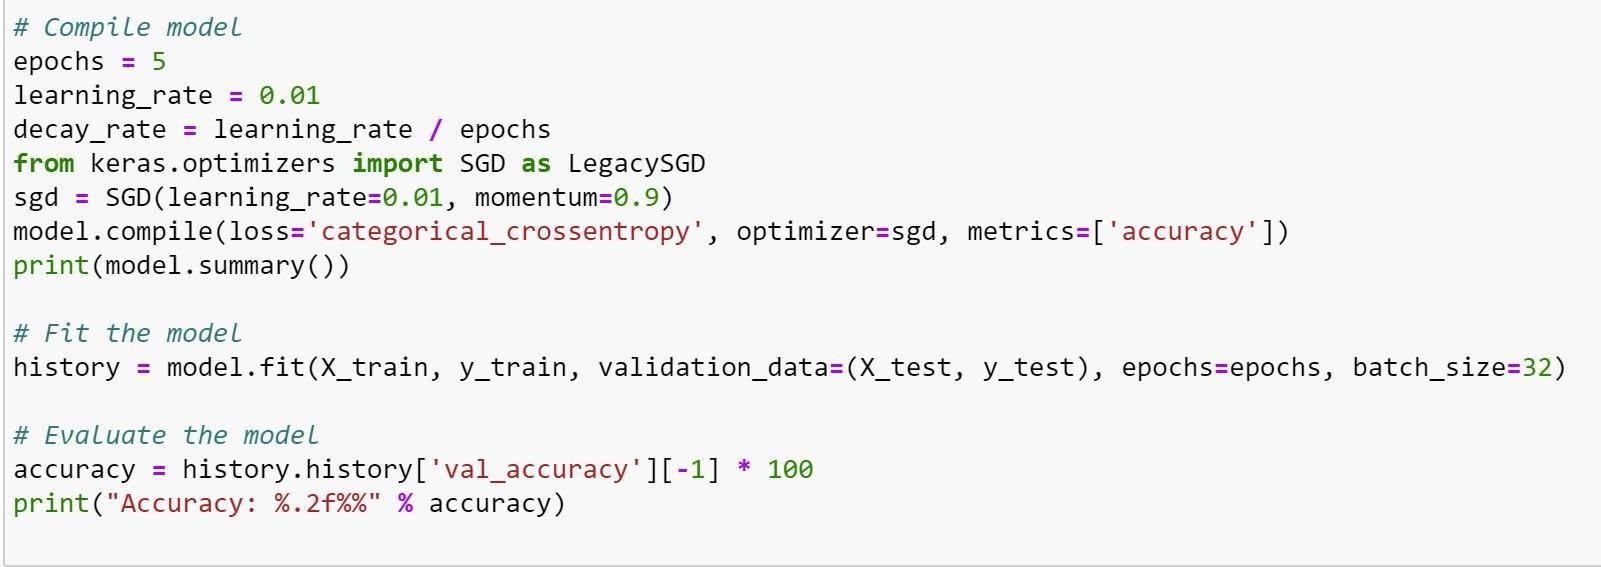 # Compile model
epochs = 5
learning_rate = 0.01
decay_rate = learning_rate / epochs
from keras.optimizers import SGD as LegacySGD
sgd = SGD(learning_rate=0.01, momentum=0.9)
model.compile(loss='categorical_crossentropy', optimizer=sgd, metrics=['accuracy'])
print(model.summary())
# Fit the model
history = model.fit(X_train, y_train, validation_data=(X_test, y_test), epochs=epochs, batch_size=32)
# Evaluate the model
accuracy = history.history['val_accuracy'][-1] * 100
print("Accuracy: %.2f%%" % accuracy)